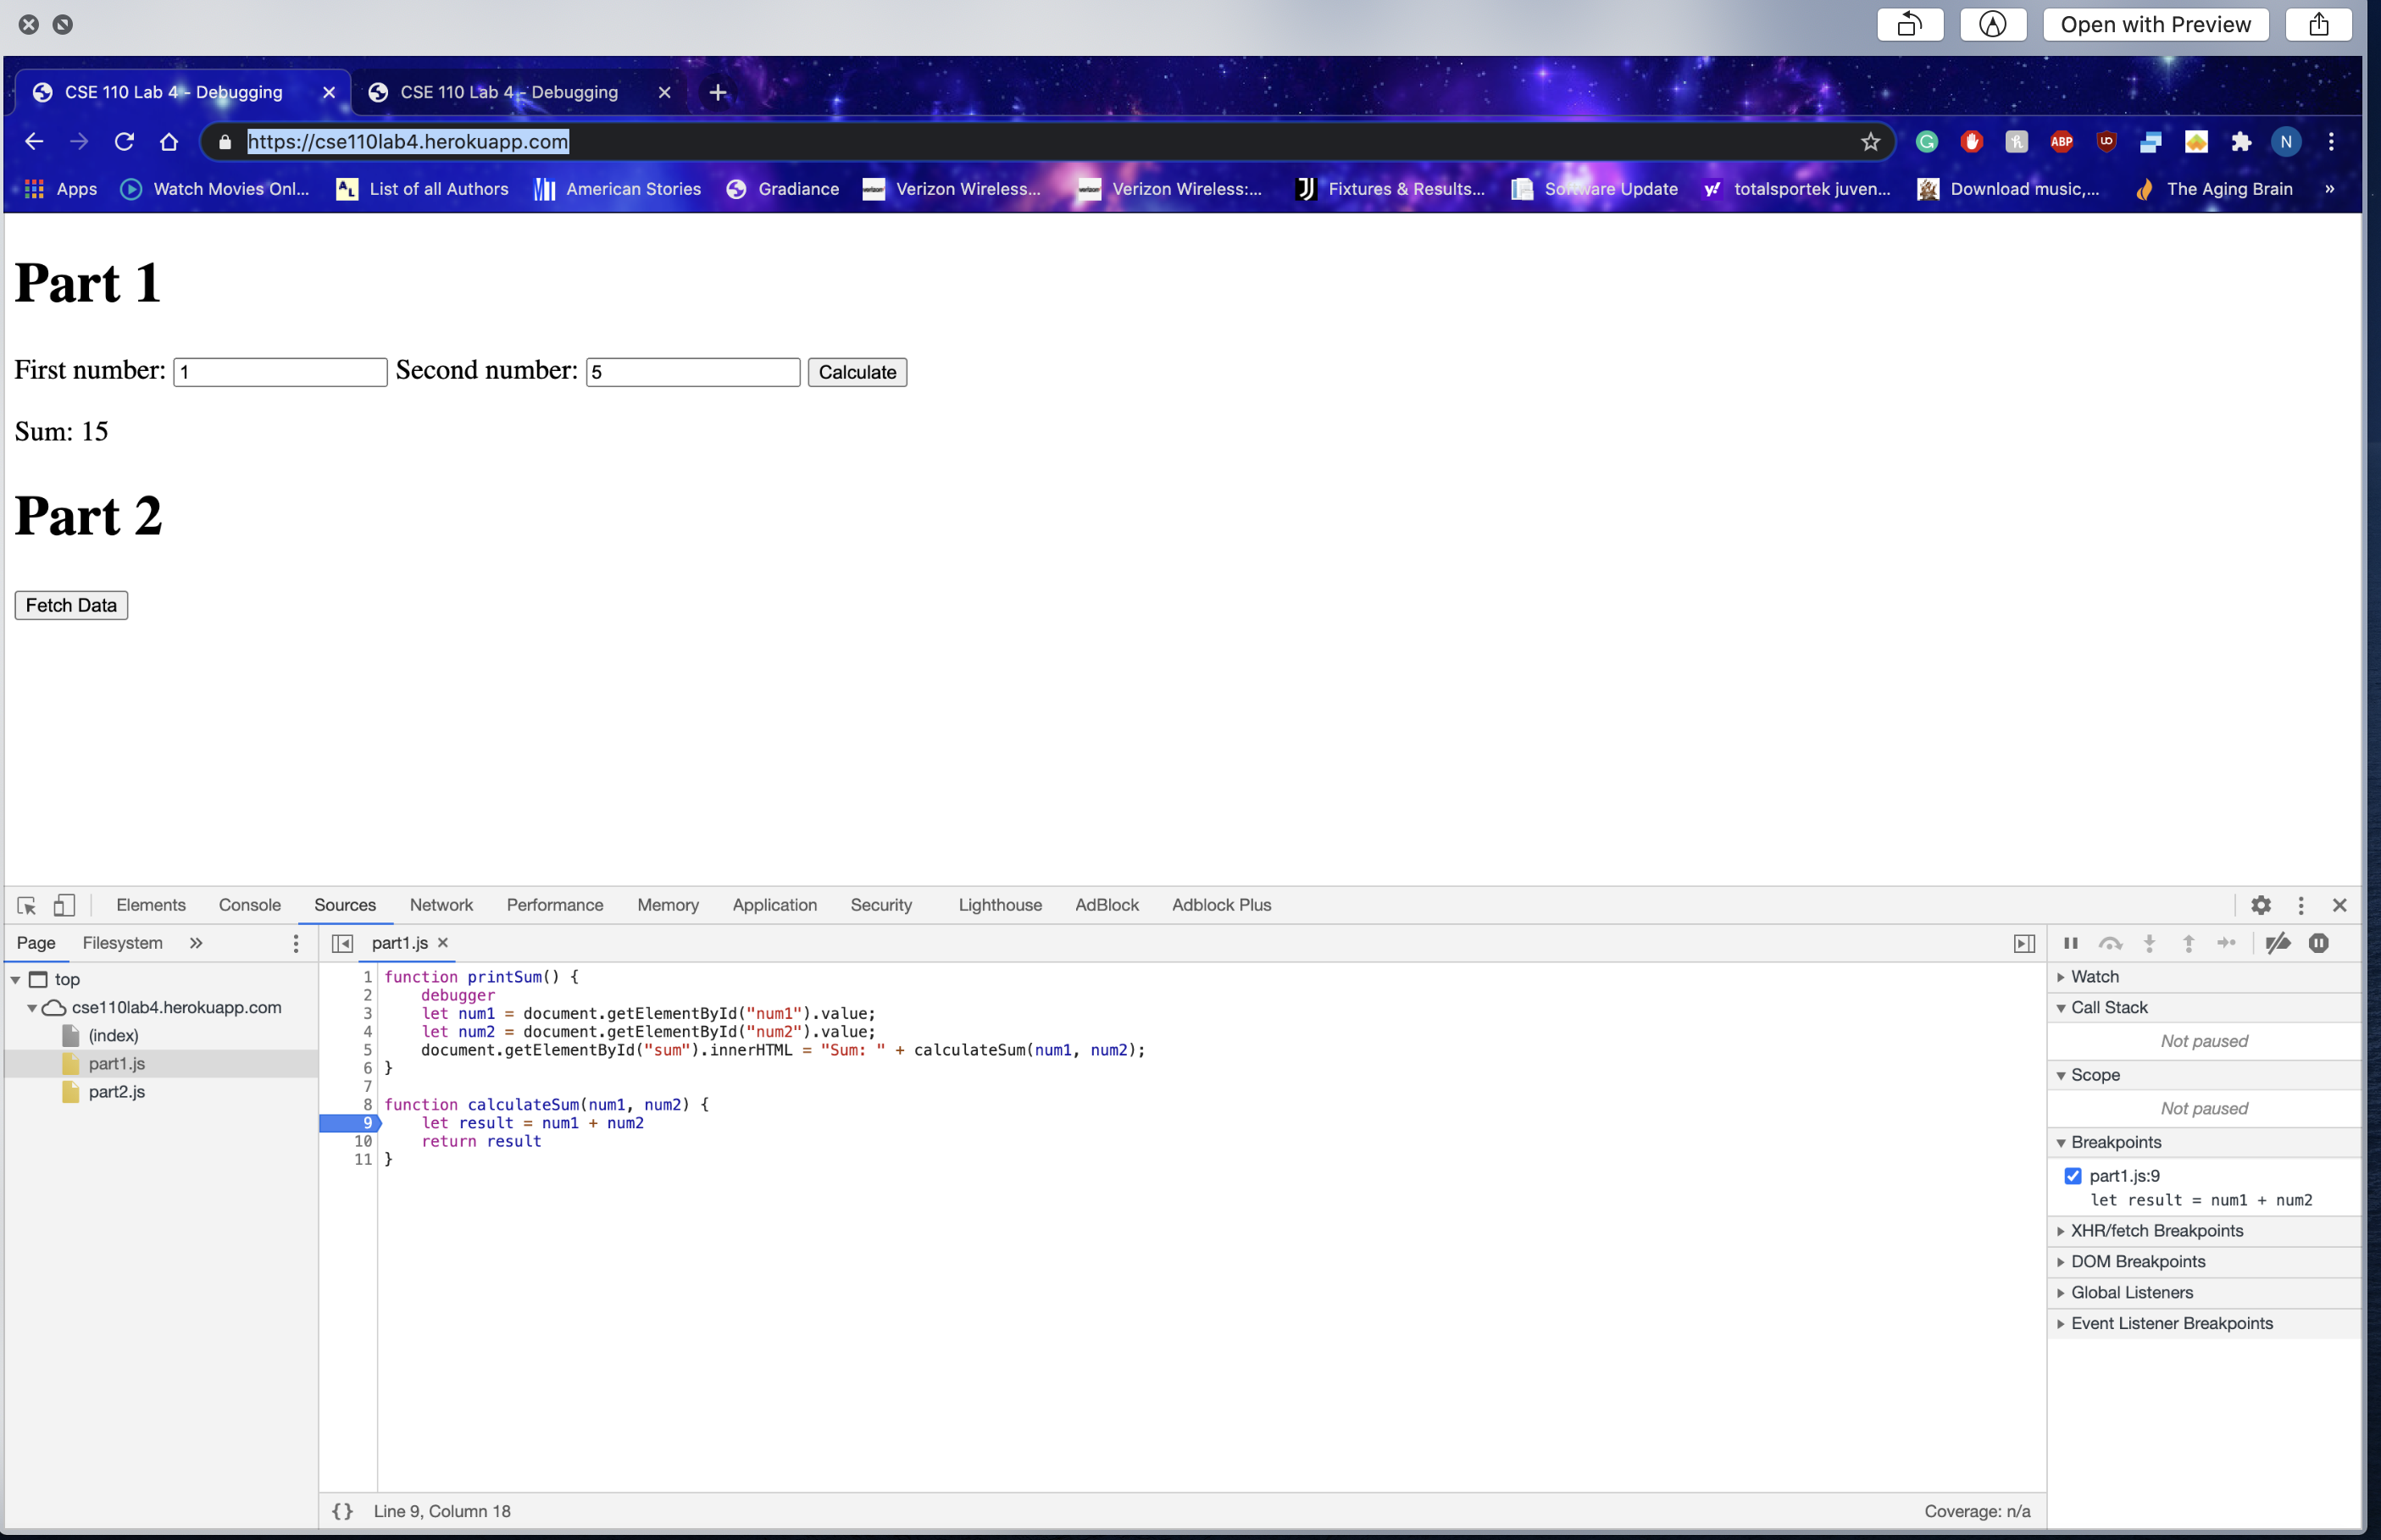 Open with Preview
CSE 110 Lab 4 - Debugging
CSE 110 Lab 4 - Debugging
https://cse110lab4.herokuapp.com
ABP
N
Apps
Watch Movies Onl...
List of all Authors
American Stories
Gradiance
Verizon Wireless...
Verizon Wireless:...
Fixtures & Results...
Software Update
totalsportek juven...
Download music,...
The Aging Brain
»
Part 1
First number: 1 Second number: 5 Calculate
Sum: 15
Part 2
Fetch Data
Elements Console Sources Network Performance Memory Application Security Lighthouse AdBlock Adblock Plus
Page Filesystem »
part1.js
top
cse110lab4.herokuapp.com
(index)
part1.js
part2.js
1 function printSum() {
2 debugger
3 let num1 = document.getElementById("num1").value;
4 let num2 = document.getElementById("num2").value;
5 document.getElementById("sum").innerHTML = "Sum: " + calculateSum(num1, num2);
6 }
7
8 function calculateSum(num1, num2) {
9 let result = num1 + num2
10 return result
11 }
{} Line 9, Column 18
Coverage: n/a
Watch
Call Stack
Not paused
Scope
Not paused
Breakpoints
part1.js:9
let result = num1 + num2
XHR/fetch Breakpoints
DOM Breakpoints
Global Listeners
Event Listener Breakpoints